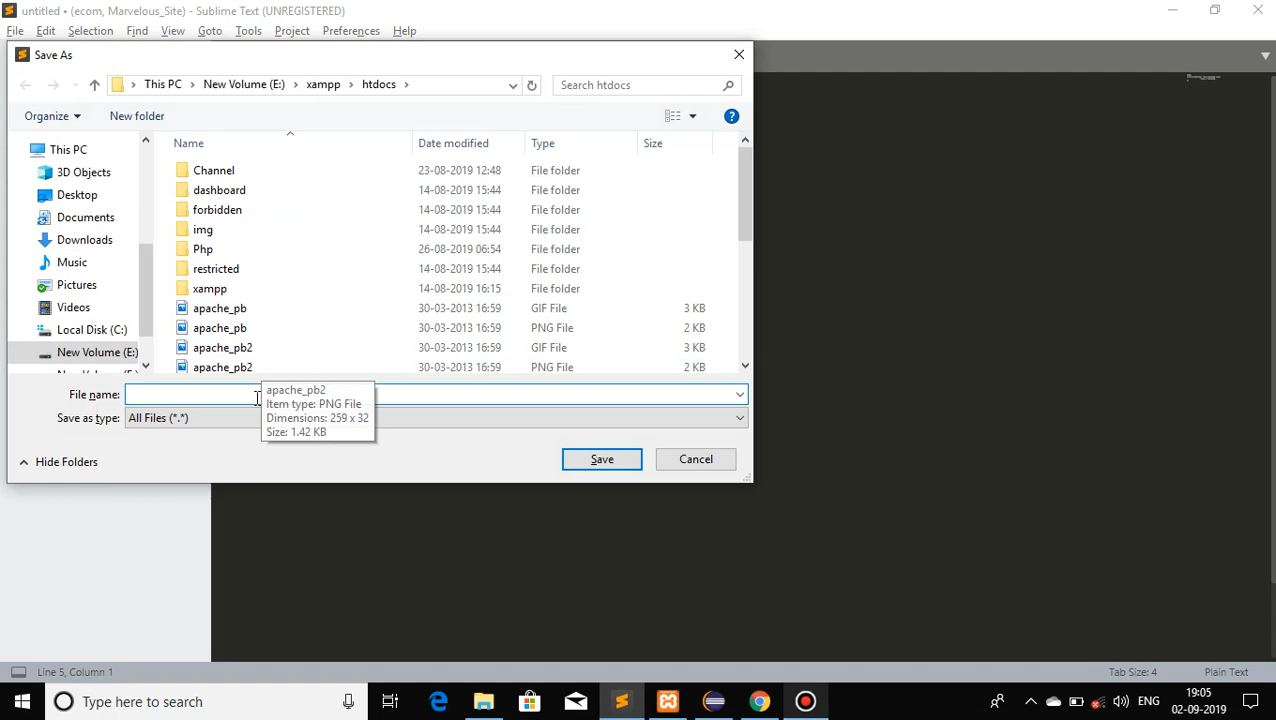 untitled • (ecom, Marvelous_Site) - Sublime Text (UNREGISTERED)
File Edit Selection Find View Goto Tools Project Preferences Help
Save As
This PC > New Volume (E:) > xampp > htdocs >
Search htdocs
Organize New folder
Name Date modified Type Size
This PC
3D Objects
Desktop
Documents
Downloads
Music
Pictures
Videos
Local Disk (C:)
New Volume (E:)
Channel 23-08-2019 12:48 File folder
dashboard 14-08-2019 15:44 File folder
forbidden 14-08-2019 15:44 File folder
img 14-08-2019 15:44 File folder
Php 26-08-2019 06:54 File folder
restricted 14-08-2019 15:44 File folder
xampp 14-08-2019 16:15 File folder
apache_pb 30-03-2013 16:59 GIF File 3 KB
apache_pb 30-03-2013 16:59 PNG File 2 KB
apache_pb2 30-03-2013 16:59 GIF File 3 KB
apache_pb2 30-03-2013 16:59 PNG File 2 KB
File name:
Save as type: All Files (*.*)
apache_pb2
Item type: PNG File
Dimensions: 259 x 32
Size: 1.42 KB
Hide Folders
Save Cancel
Line 5, Column 1
Tab Size: 4 Plain Text
Type here to search
ENG
19:05
02-09-2019